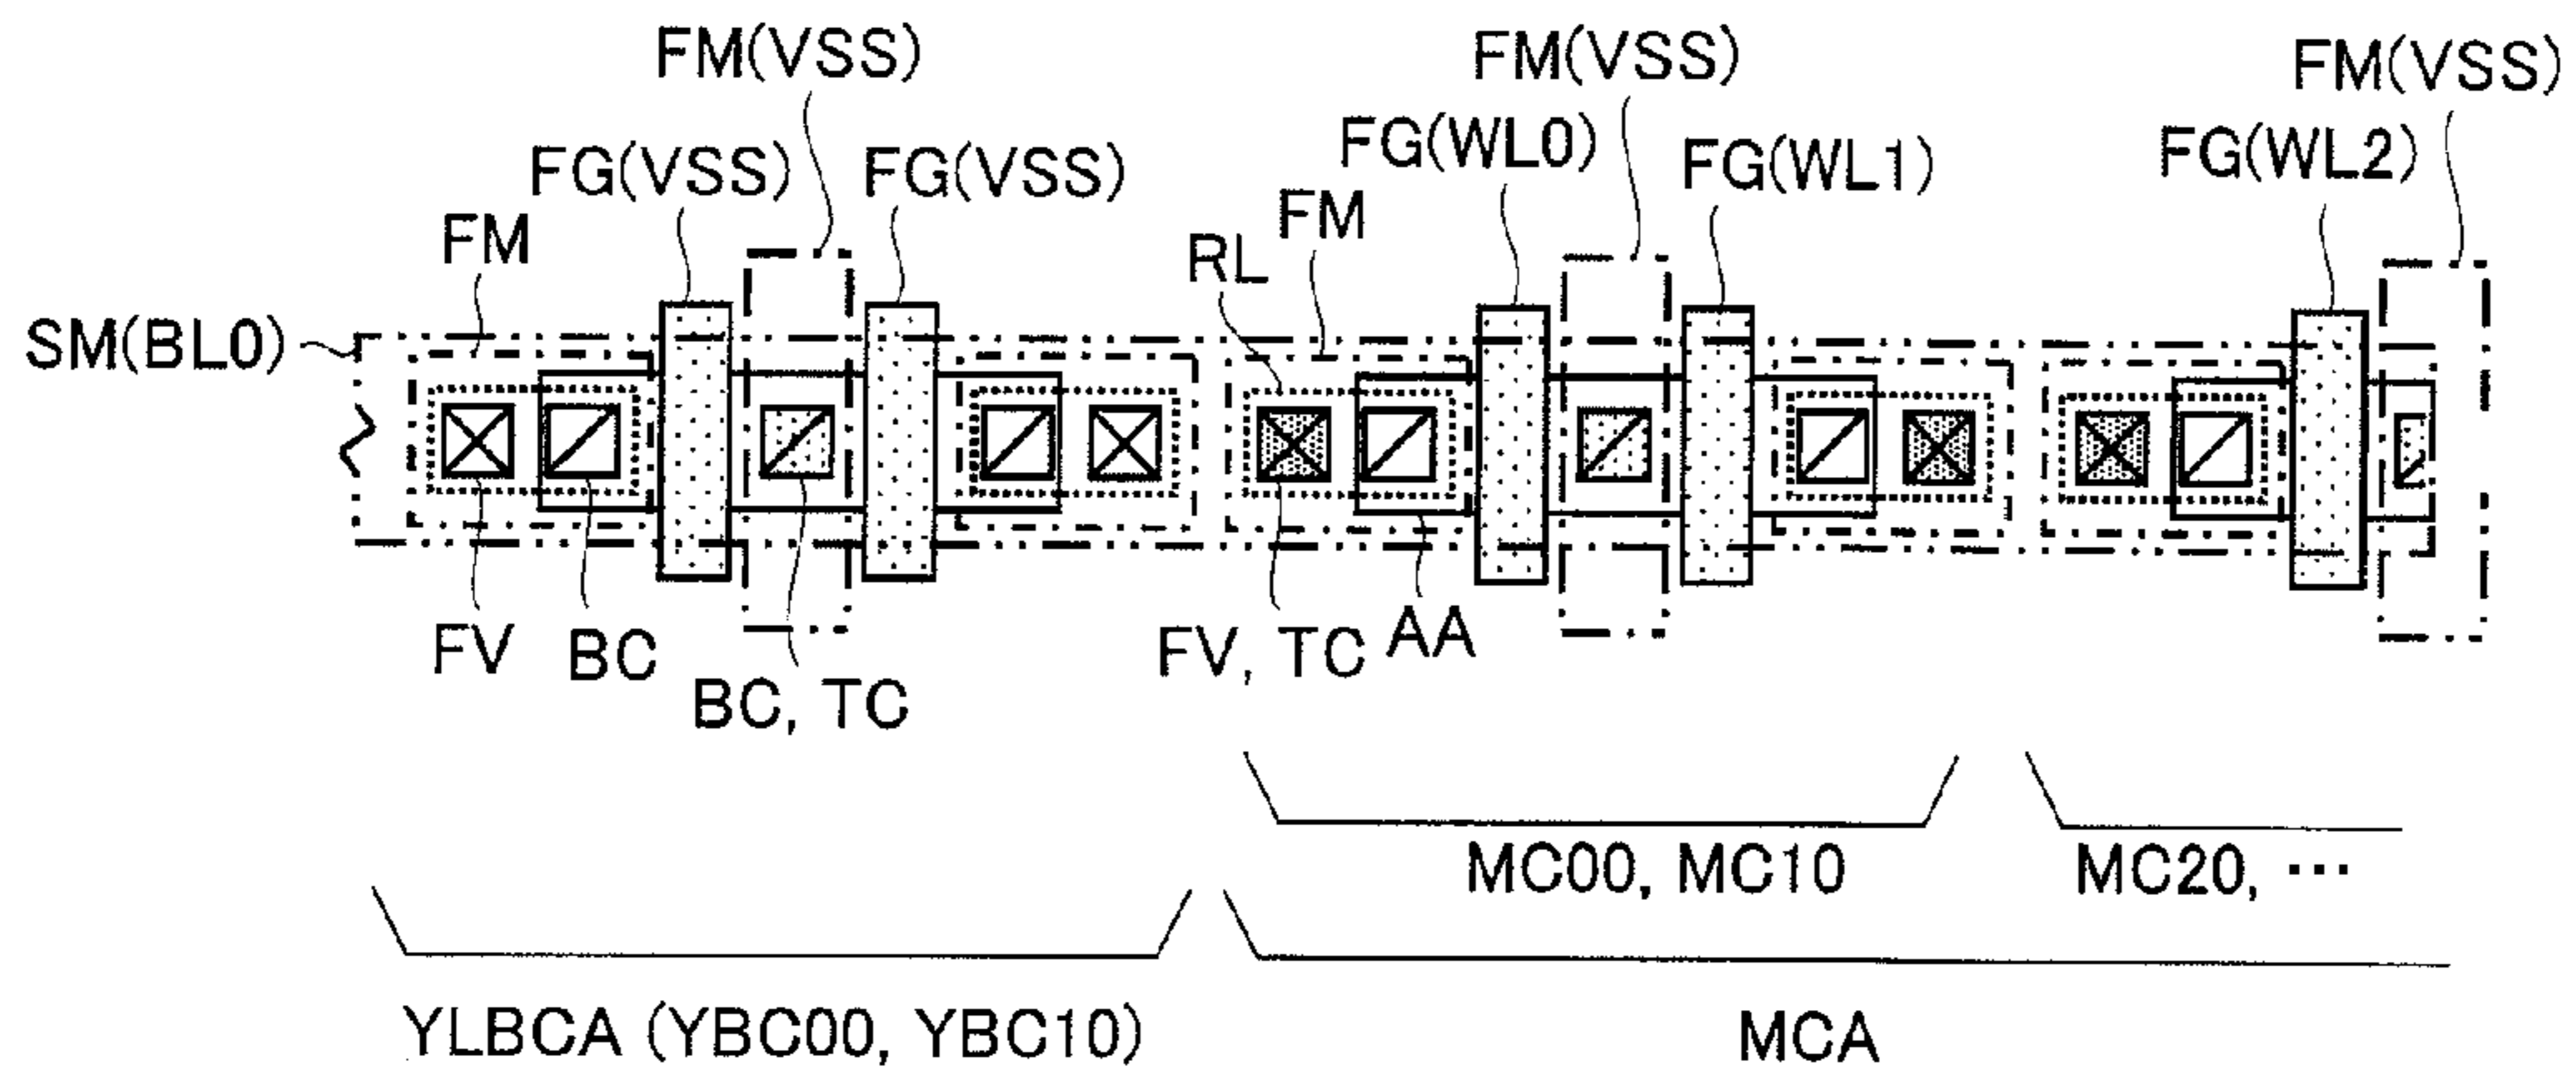 FM(VSS) FM(VSS) FM(VSS)
FG(WL0) FG(WL2)
FG(VSS) FG(VSS) FG(WL1)
FM RL FM
SM(BL0)
FV BC FV, TC AA
BC, TC
MC00, MC10 MC20, ···
YLBCA (YBC00, YBC10) MCA